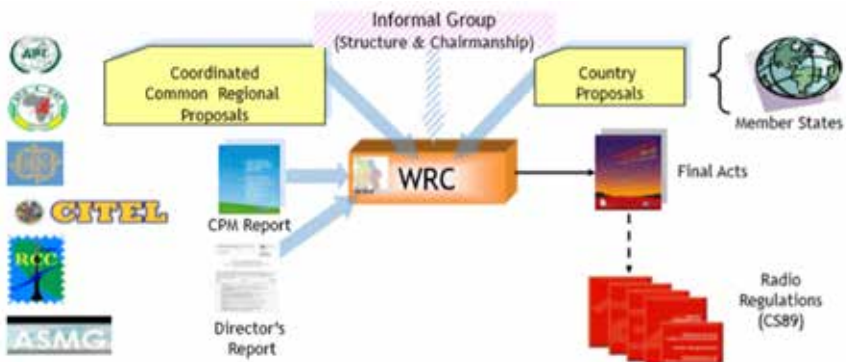 Informal Group
(Structure & Chairmanship)
Coordinated
Common Regional
Proposals
Country
Proposals
Member States
WRC
CPM Report
Final Acts
CITEL
RCC
Director's
Report
Radio
Regulations
(CS89)
ASMG